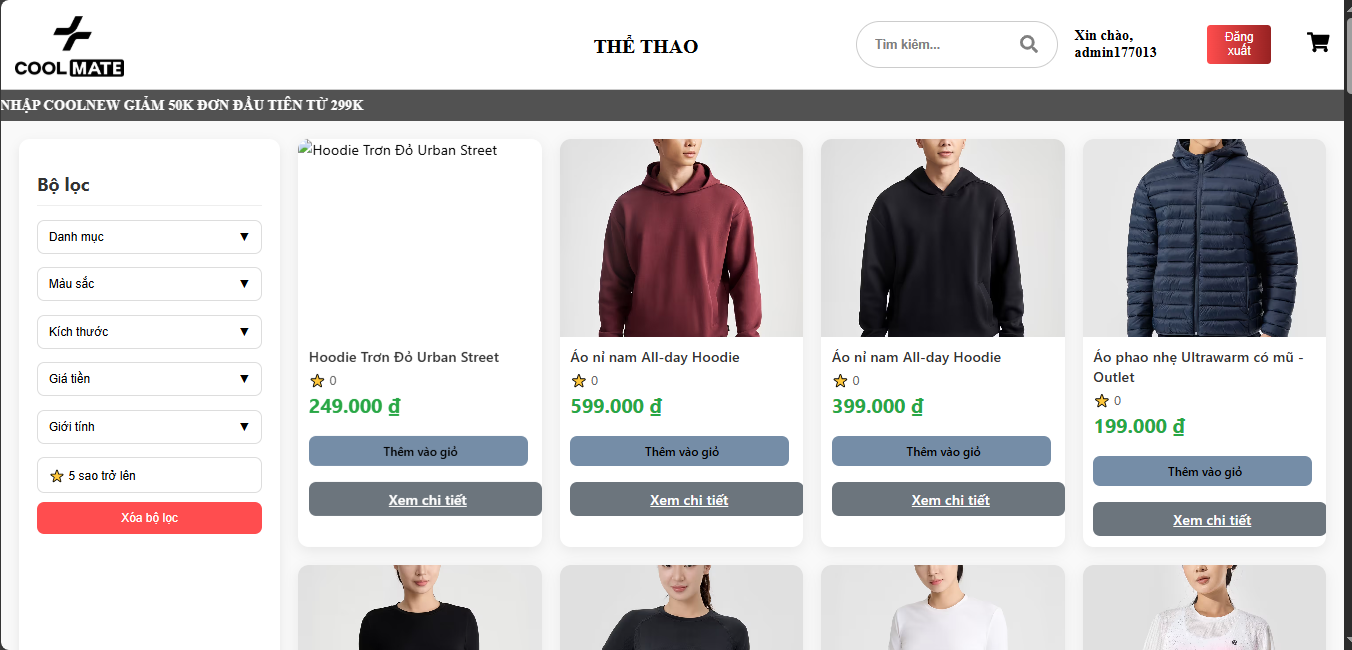 COOLMATE
THỂ THAO
Tìm kiếm...
Xin chào,
admin177013
Đăng
xuất
NHẬP COOLNEW GIẢM 50K ĐƠN ĐẦU TIÊN TỪ 299K
Bộ lọc
Danh mục ▼
Màu sắc ▼
Kích thước ▼
Giá tiền ▼
Giới tính ▼
5 sao trở lên
Xóa bộ lọc
Hoodie Trơn Đỏ Urban Street
Hoodie Trơn Đỏ Urban Street
0
249.000 ₫
Thêm vào giỏ
Xem chi tiết
Áo nỉ nam All-day Hoodie
0
599.000 ₫
Thêm vào giỏ
Xem chi tiết
Áo nỉ nam All-day Hoodie
0
399.000 ₫
Thêm vào giỏ
Xem chi tiết
Áo phao nhẹ Ultrawarm có mũ -
Outlet
0
199.000 ₫
Thêm vào giỏ
Xem chi tiết